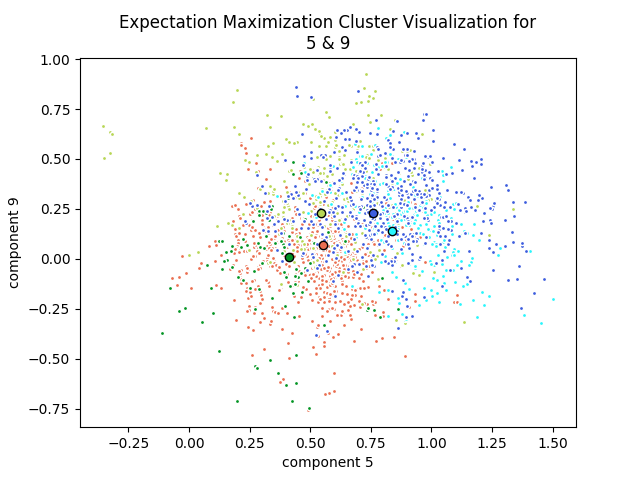 Expectation Maximization Cluster Visualization for
5 & 9
1.00
0.75
0.50
0.25
0.00
−0.25
−0.50
−0.75
component 9
−0.25 0.00 0.25 0.50 0.75 1.00 1.25 1.50
component 5